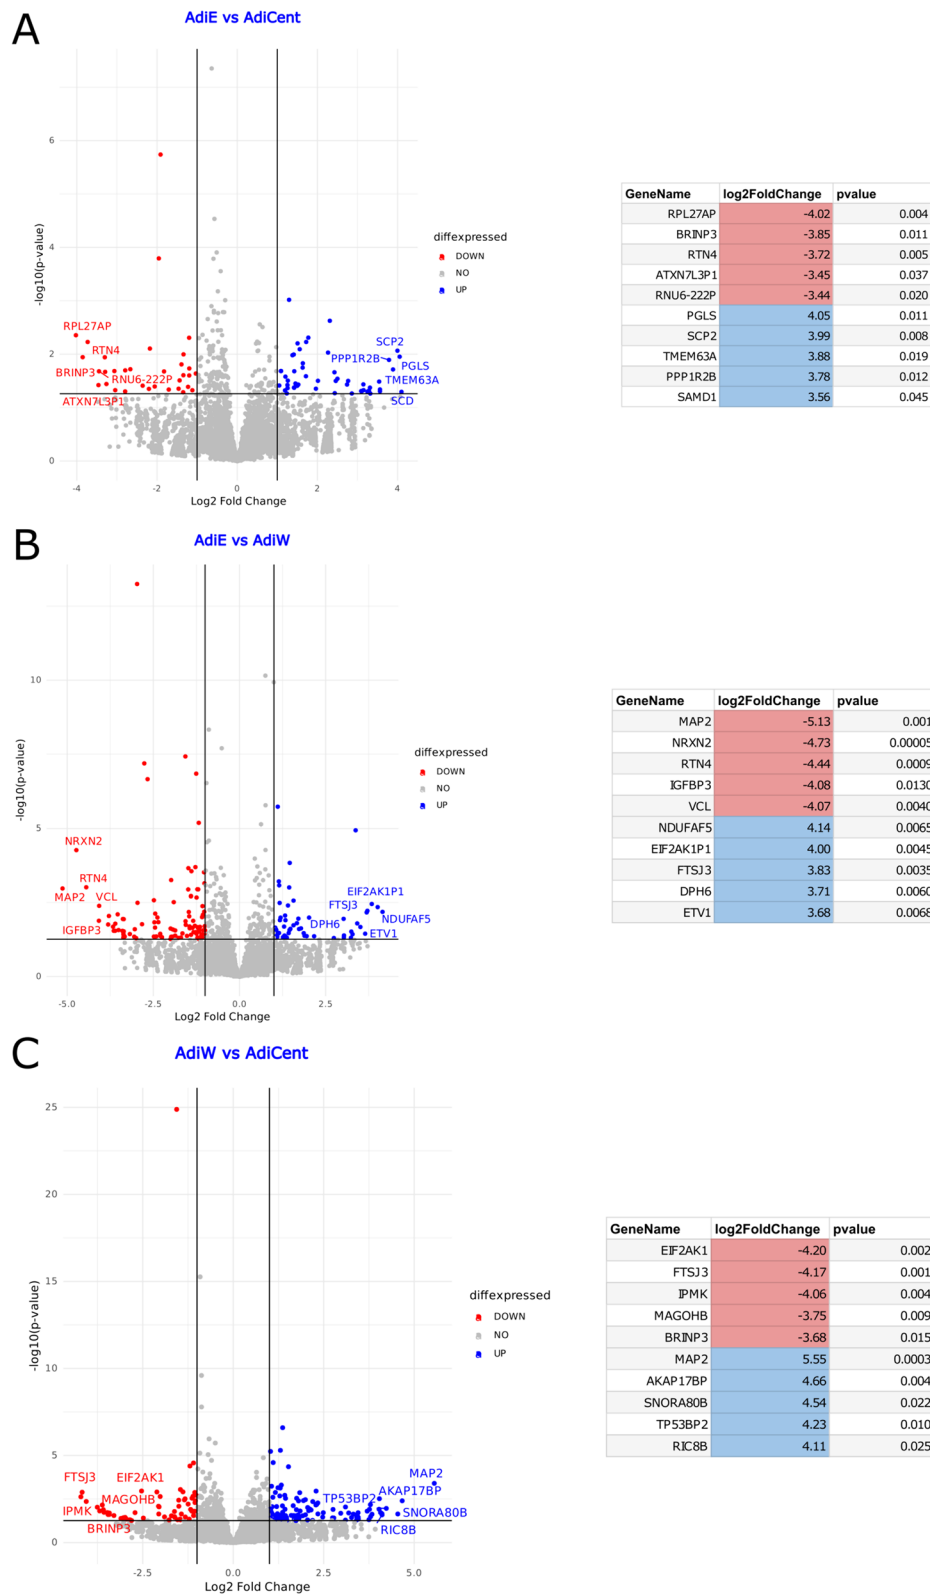 A
AdiE vs AdiCent
-log10(p-value)
6
4
2
0
-4
-2
0
2
4
Log2 Fold Change
RPL27AP
RTN4
BRINP3
RNU6-222P
ATXN7L3P1
SCP2
PPP1R2B
PGLS
TMEM63A
SCD
diffexpressed
DOWN
NO
UP
GeneName log2FoldChange pvalue
RPL27AP -4.02 0.004
BRINP3 -3.85 0.011
RTN4 -3.72 0.005
ATXN7L3P1 -3.45 0.037
RNU6-222P -3.44 0.020
PGLS 4.05 0.011
SCP2 3.99 0.008
TMEM63A 3.88 0.019
PPP1R2B 3.78 0.012
SAMD1 3.56 0.045
B
AdiE vs AdiW
-log10(p-value)
10
5
0
-5.0
-2.5
0.0
2.5
Log2 Fold Change
NRXN2
RTN4
MAP2 VCL
IGFBP3
EIF2AK1P1
FTSJ3
NDUFAF5
DPH6
ETV1
diffexpressed
DOWN
NO
UP
GeneName log2FoldChange pvalue
MAP2 -5.13 0.001
NRXN2 -4.73 0.00005
RTN4 -4.44 0.0009
IGFBP3 -4.08 0.0130
VCL -4.07 0.0040
NDUFAF5 4.14 0.0065
EIF2AK1P1 4.00 0.0045
FTSJ3 3.83 0.0035
DPH6 3.71 0.0060
ETV1 3.68 0.0068
C
AdiW vs AdiCent
-log10(p-value)
25
20
15
10
5
0
-2.5
0.0
2.5
5.0
Log2 Fold Change
FTSJ3 EIF2AK1
MAGOHB
IPMK
BRINP3
MAP2
AKAP17BP
TP53BP2
SNORA80B
RIC8B
diffexpressed
DOWN
NO
UP
GeneName log2FoldChange pvalue
EIF2AK1 -4.20 0.002
FTSJ3 -4.17 0.001
IPMK -4.06 0.004
MAGOHB -3.75 0.009
BRINP3 -3.68 0.015
MAP2 5.55 0.0003
AKAP17BP 4.66 0.004
SNORA80B 4.54 0.022
TP53BP2 4.23 0.010
RIC8B 4.11 0.025